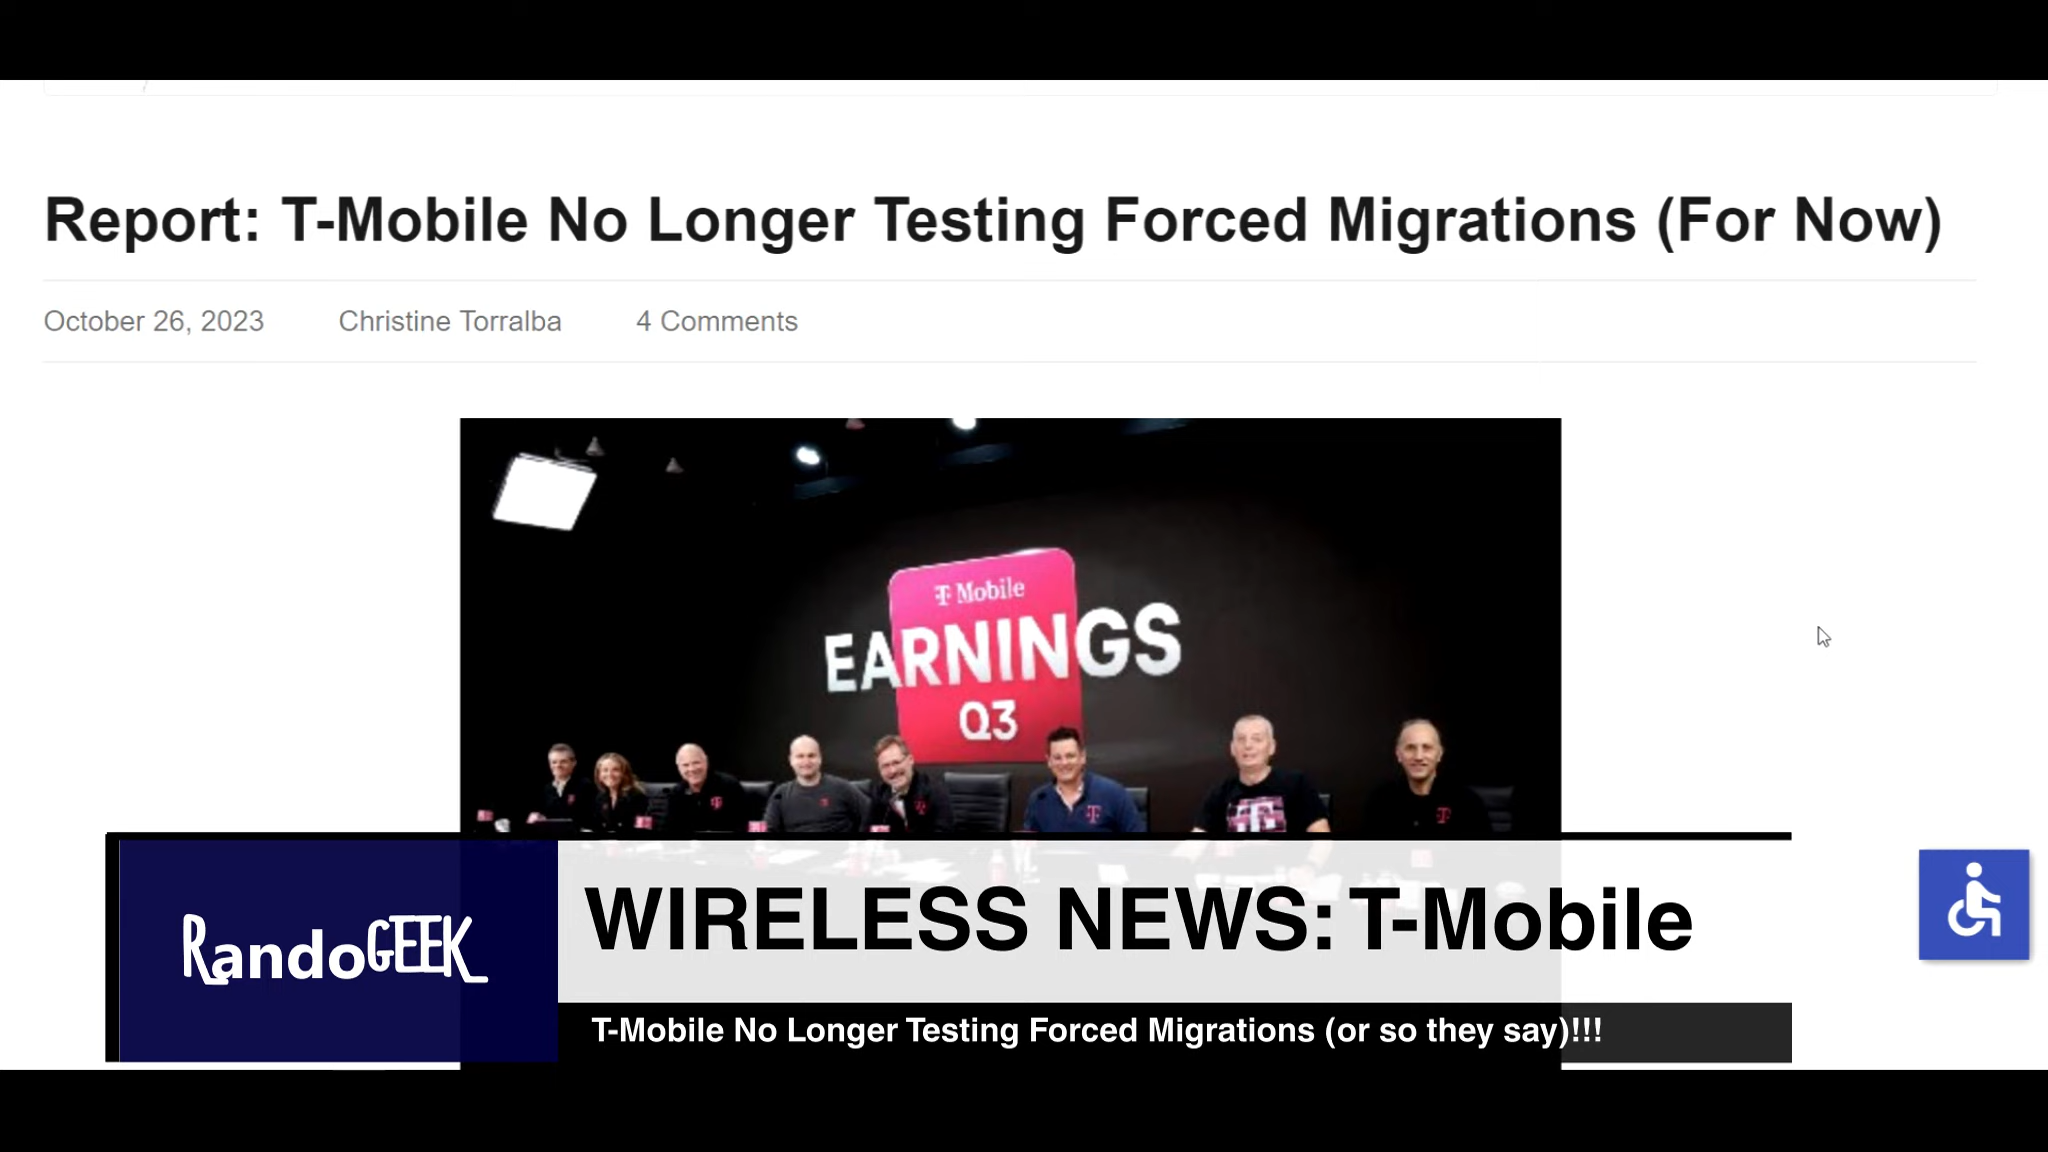 Report: T-Mobile No Longer Testing Forced Migrations (For Now)
October 26, 2023 Christine Torralba 4 Comments
T Mobile
EARNINGS
Q3
RandoGEEK
WIRELESS NEWS: T-Mobile
T-Mobile No Longer Testing Forced Migrations (or so they say)!!!